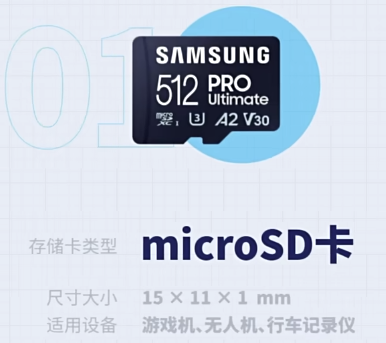 01
SAMSUNG
512 PRO Ultimate
microSD XC I U3 A2 V30
存储卡类型 microSD卡
尺寸大小 15 × 11 × 1 mm
适用设备 游戏机、无人机、行车记录仪